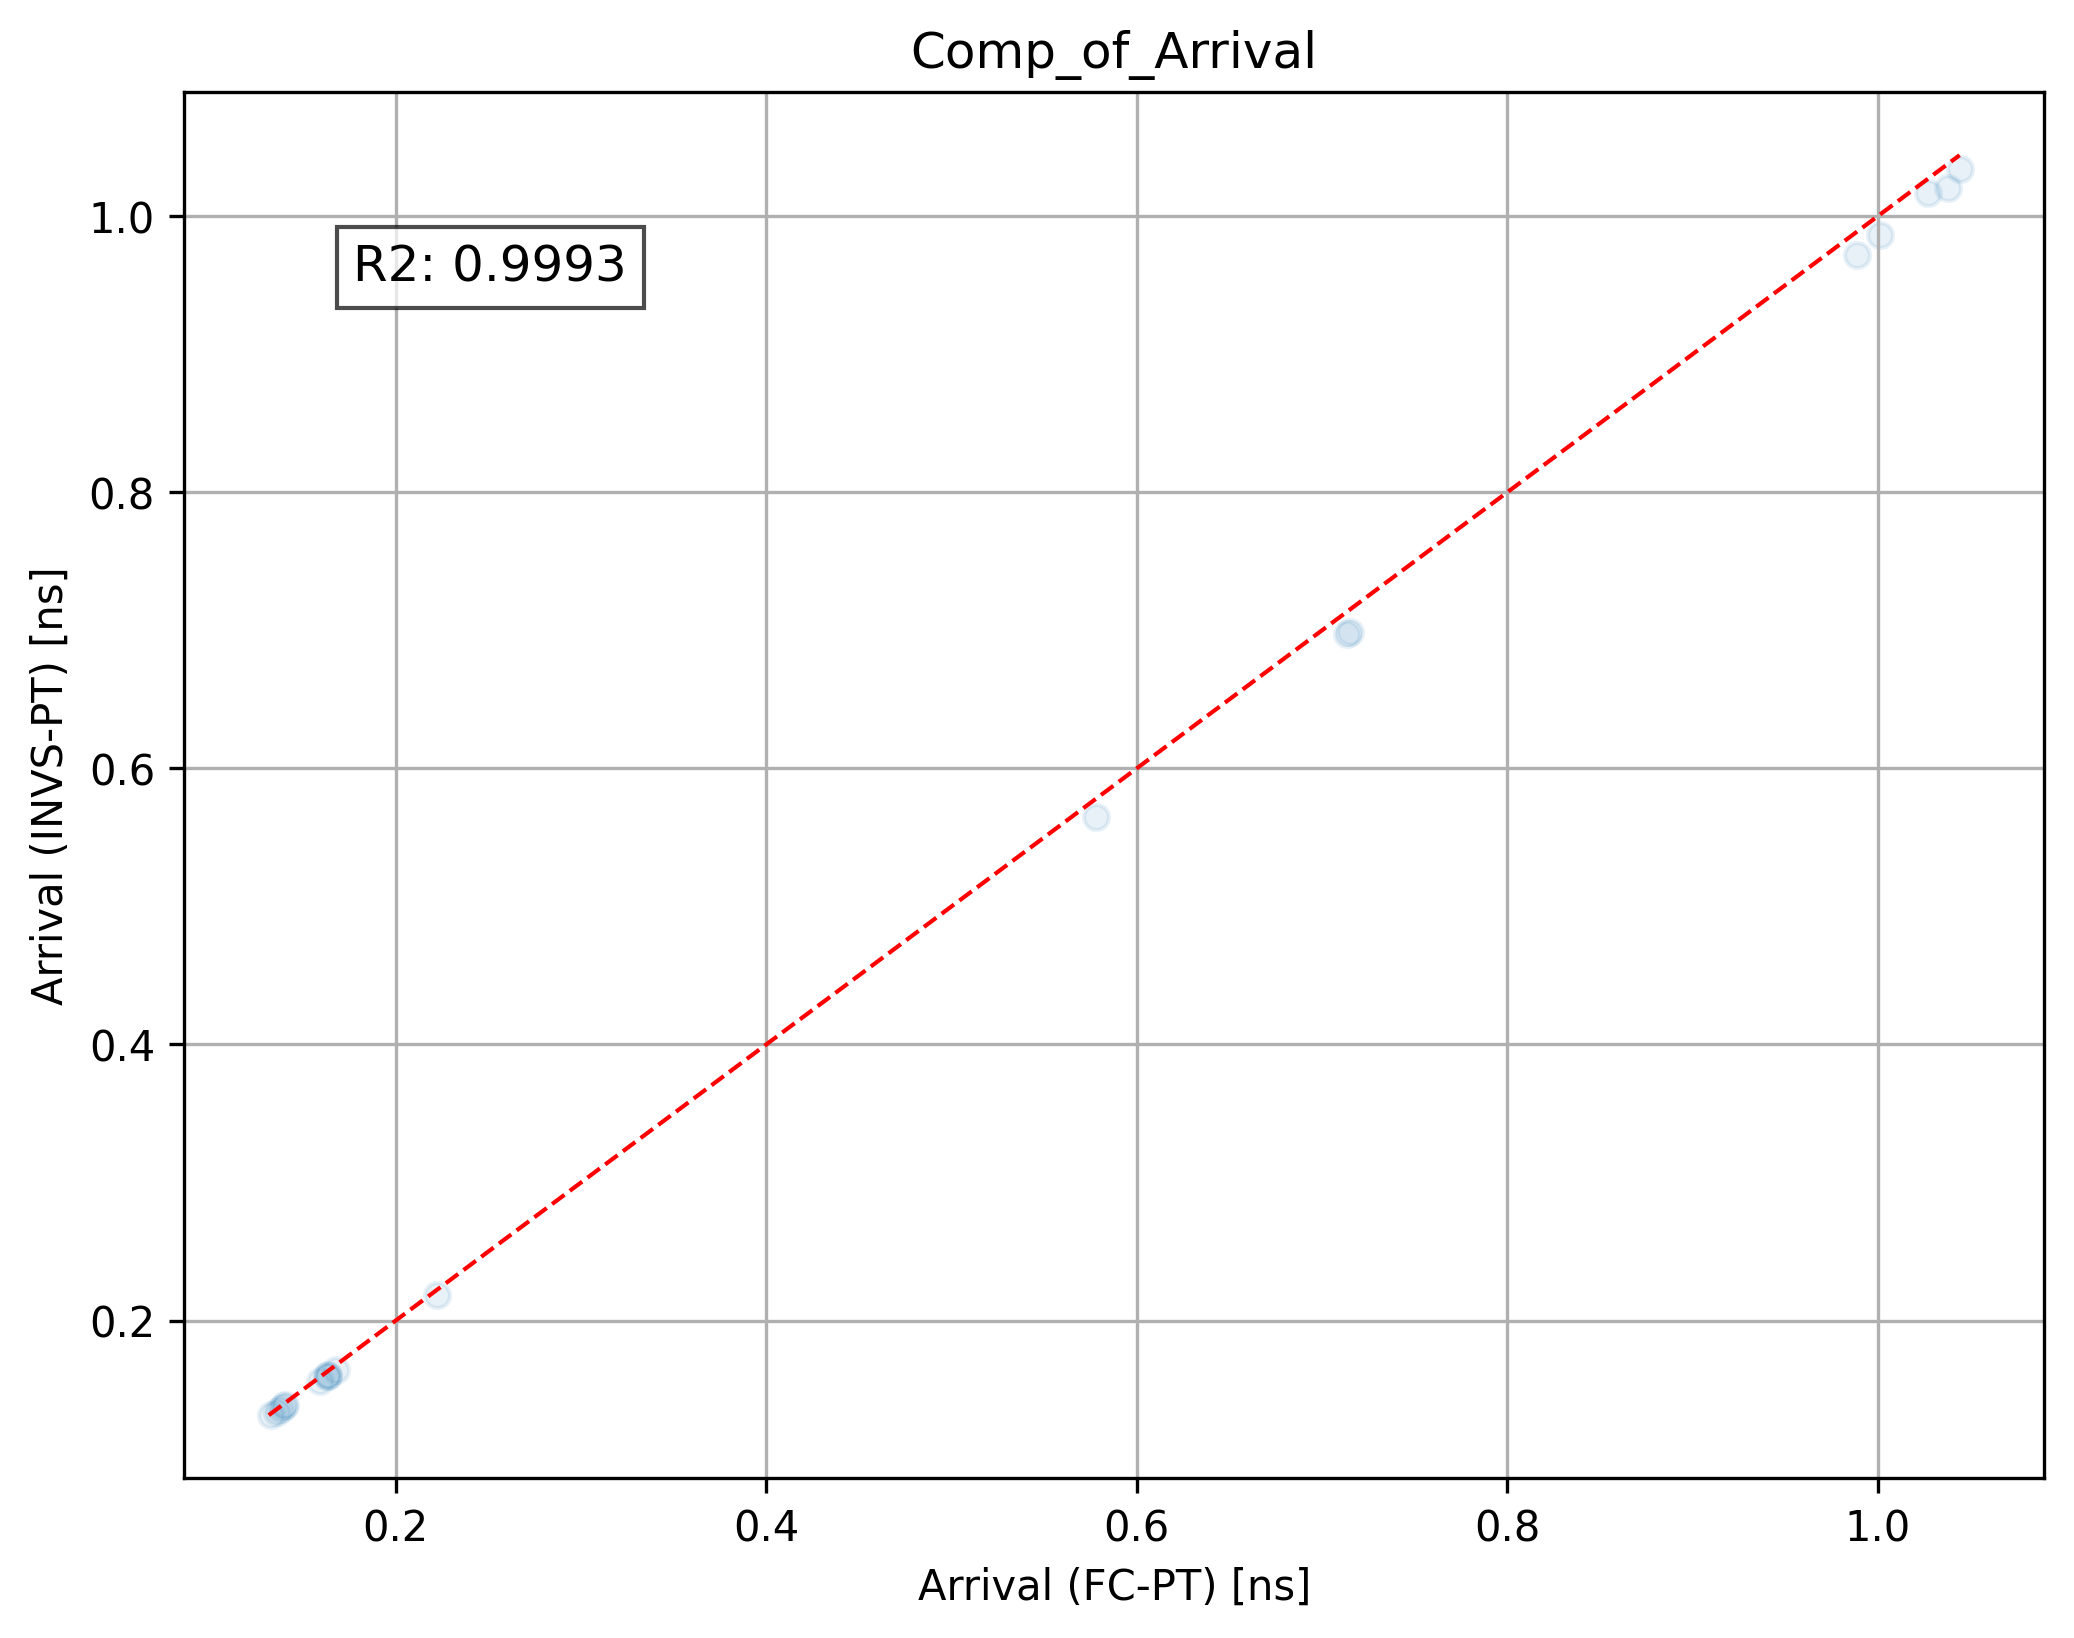 Comp_of_Arrival
R2: 0.9993
Arrival (INVS-PT) [ns]
1.0
0.8
0.6
0.4
0.2
0.2 0.4 0.6 0.8 1.0
Arrival (FC-PT) [ns]